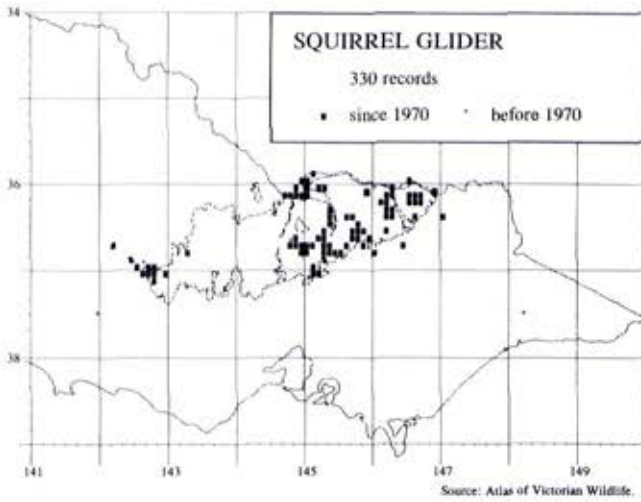 34
SQUIRREL GLIDER
330 records
since 1970 before 1970
36
38
141 143 145 147 149
Source: Atlas of Victorian Wildlife.